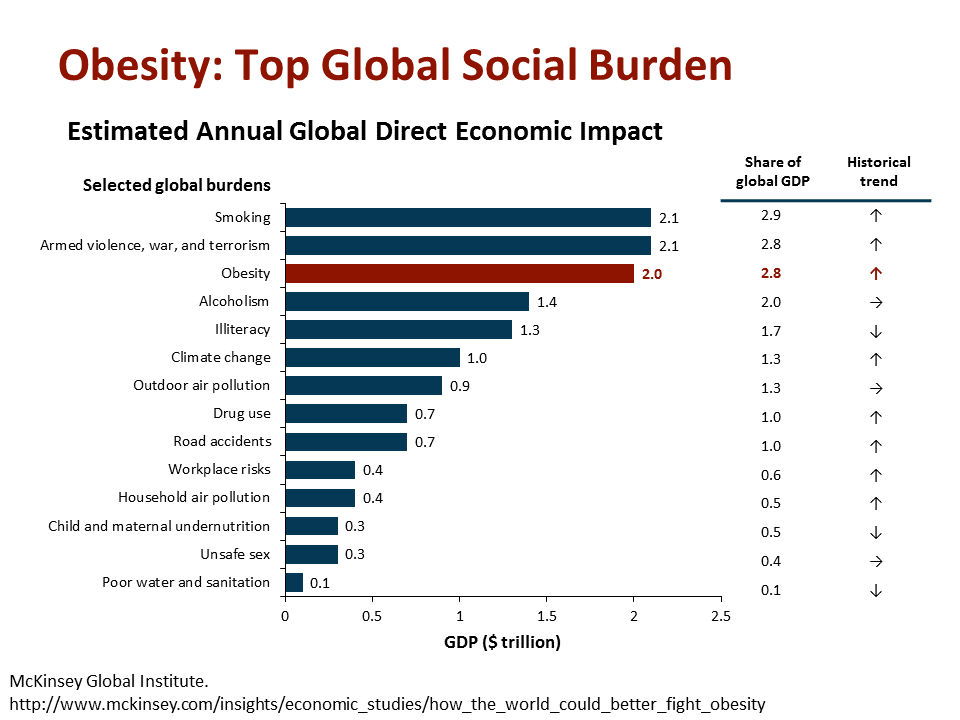 Obesity: Top Global Social Burden
Estimated Annual Global Direct Economic Impact
Share of global GDP
Historical trend
Selected global burdens
Smoking 2.1 2.9 ↑
Armed violence, war, and terrorism 2.1 2.8 ↑
Obesity 2.0 2.8 ↑
Alcoholism 1.4 2.0 →
Illiteracy 1.3 1.7 ↓
Climate change 1.0 1.3 ↑
Outdoor air pollution 0.9 1.3 →
Drug use 0.7 1.0 ↑
Road accidents 0.7 1.0 ↑
Workplace risks 0.4 0.6 ↑
Household air pollution 0.4 0.5 ↑
Child and maternal undernutrition 0.3 0.5 ↓
Unsafe sex 0.3 0.4 →
Poor water and sanitation 0.1 0.1 ↓
0 0.5 1 1.5 2 2.5
GDP ($ trillion)
McKinsey Global Institute.
http://www.mckinsey.com/insights/economic_studies/how_the_world_could_better_fight_obesity